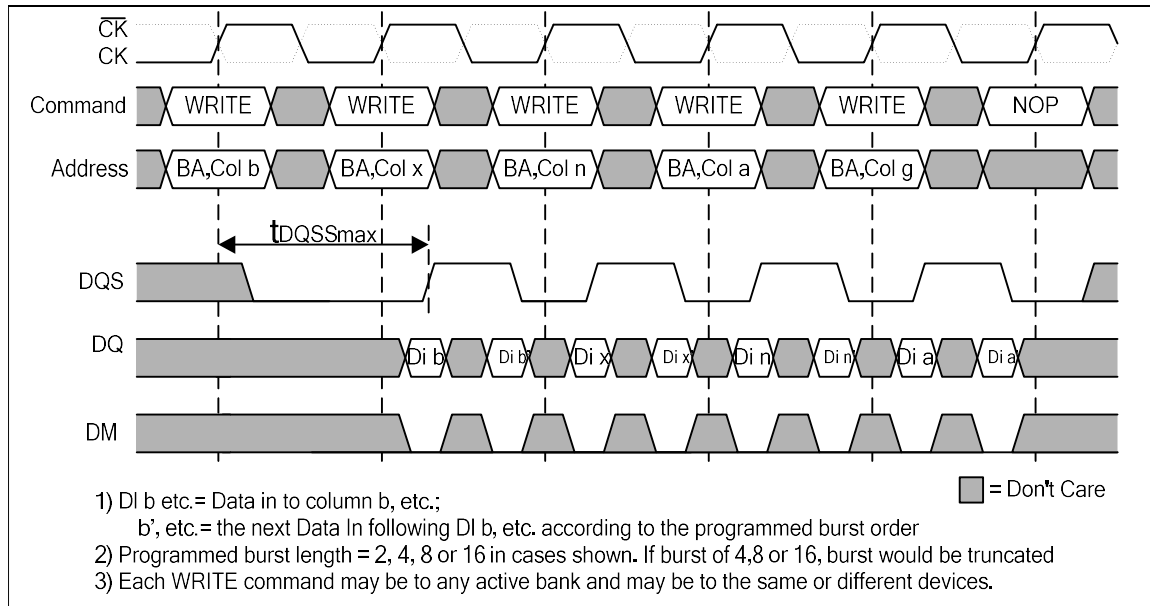 CK
CK
Command WRITE WRITE WRITE WRITE WRITE NOP
Address BA,Col b BA,Col x BA,Col n BA,Col a BA,Col g
tDQSSmax
DQS
DQ Di b Di b' Di x Di x' Di n Di n' Di a Di a'
DM
= Don't Care
1) DI b etc.= Data in to column b, etc.;
b', etc.= the next Data In following DI b, etc. according to the programmed burst order
2) Programmed burst length = 2, 4, 8 or 16 in cases shown. If burst of 4,8 or 16, burst would be truncated
3) Each WRITE command may be to any active bank and may be to the same or different devices.